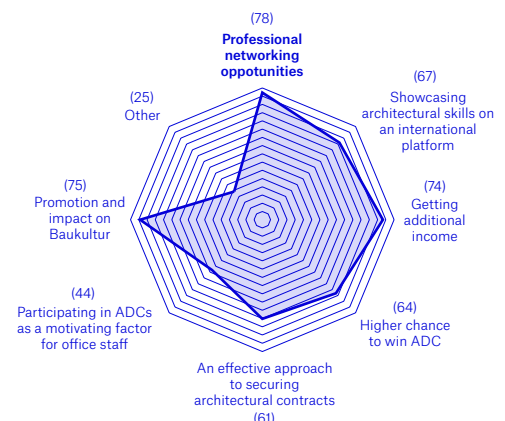 (78)
Professional
networking
oppotunities
(67)
Showcasing
architectural skills on
an international
platform
(74)
Getting
additional
income
(64)
Higher chance
to win ADC
An effective approach
to securing
architectural contracts
(61)
(44)
Participating in ADCs
as a motivating factor
for office staff
(75)
Promotion and
impact on
Baukultur
(25)
Other